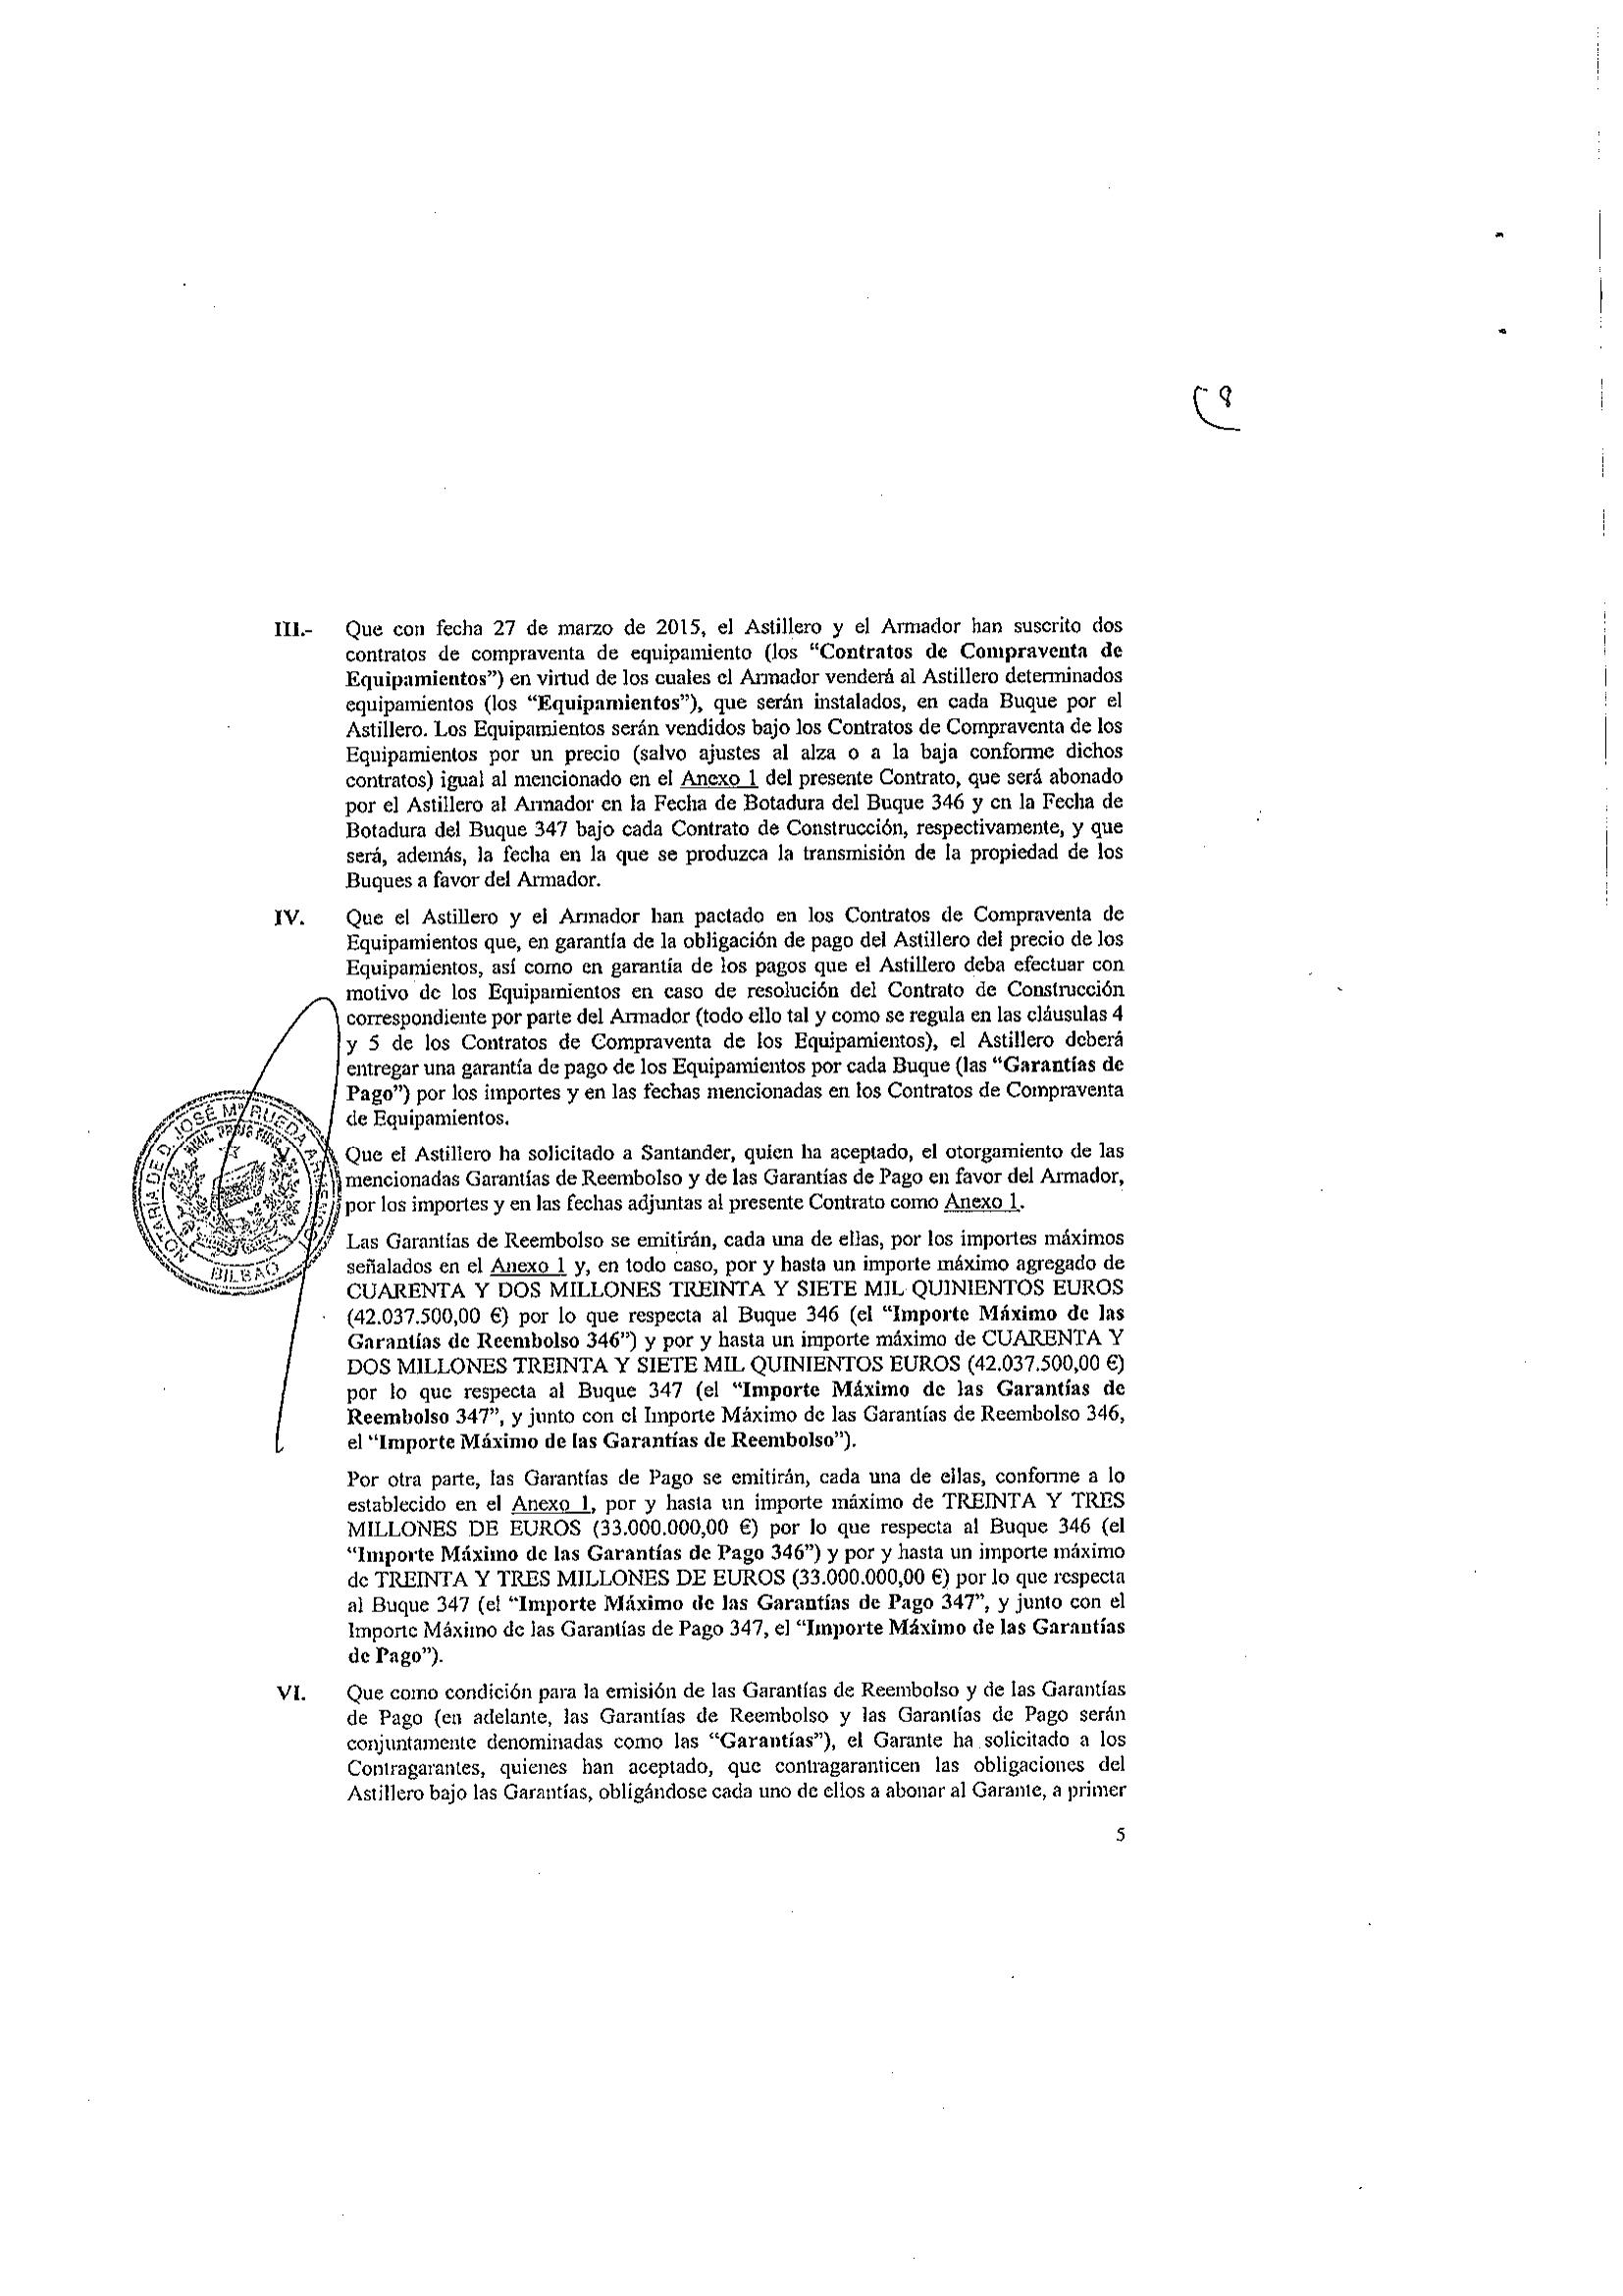 8
III.- Que con fecha 27 de marzo de 2015, el Astillero y el Armador han suscrito dos
contratos de compraventa de equipamiento (los “Contratos de Compraventa de
Equipamientos”) en virtud de los cuales el Armador venderá al Astillero determinados
equipamientos (los “Equipamientos”), que serán instalados, en cada Buque por el
Astillero. Los Equipamientos serán vendidos bajo los Contratos de Compraventa de los
Equipamientos por un precio (salvo ajustes al alza o a la baja conforme dichos
contratos) igual al mencionado en el Anexo 1 del presente Contrato, que será abonado
por el Astillero al Armador en la Fecha de Botadura del Buque 346 y en la Fecha de
Botadura del Buque 347 bajo cada Contrato de Construcción, respectivamente, y que
será, además, la fecha en la que se produzca la transmisión de la propiedad de los
Buques a favor del Armador.
IV. Que el Astillero y el Armador han pactado en los Contratos de Compraventa de
Equipamientos que, en garantía de la obligación de pago del Astillero del precio de los
Equipamientos, así como en garantía de los pagos que el Astillero deba efectuar con
motivo de los Equipamientos en caso de resolución del Contrato de Construcción
correspondiente por parte del Armador (todo ello tal y como se regula en las cláusulas 4
y 5 de los Contratos de Compraventa de los Equipamientos), el Astillero deberá
entregar una garantía de pago de los Equipamientos por cada Buque (las “Garantías de
Pago”) por los importes y en las fechas mencionadas en los Contratos de Compraventa
de Equipamientos.
NOTARIA DE D. JOSÉ Mª RUEDA
BILBAO
Que el Astillero ha solicitado a Santander, quien ha aceptado, el otorgamiento de las
mencionadas Garantías de Reembolso y de las Garantías de Pago en favor del Armador,
por los importes y en las fechas adjuntas al presente Contrato como Anexo 1.
Las Garantías de Reembolso se emitirán, cada una de ellas, por los importes máximos
señalados en el Anexo 1 y, en todo caso, por y hasta un importe máximo agregado de
CUARENTA Y DOS MILLONES TREINTA Y SIETE MIL QUINIENTOS EUROS
(42.037.500,00 €) por lo que respecta al Buque 346 (el “Importe Máximo de las
Garantías de Reembolso 346”) y por y hasta un importe máximo de CUARENTA Y
DOS MILLONES TREINTA Y SIETE MIL QUINIENTOS EUROS (42.037.500,00 €)
por lo que respecta al Buque 347 (el “Importe Máximo de las Garantías de
Reembolso 347”, y junto con el Importe Máximo de las Garantías de Reembolso 346,
el “Importe Máximo de las Garantías de Reembolso”).
Por otra parte, las Garantías de Pago se emitirán, cada una de ellas, conforme a lo
establecido en el Anexo 1, por y hasta un importe máximo de TREINTA Y TRES
MILLONES DE EUROS (33.000.000,00 €) por lo que respecta al Buque 346 (el
“Importe Máximo de las Garantías de Pago 346”) y por y hasta un importe máximo
de TREINTA Y TRES MILLONES DE EUROS (33.000.000,00 €) por lo que respecta
al Buque 347 (el “Importe Máximo de las Garantías de Pago 347”, y junto con el
Importe Máximo de las Garantías de Pago 347, el “Importe Máximo de las Garantías
de Pago”).
VI. Que como condición para la emisión de las Garantías de Reembolso y de las Garantías
de Pago (en adelante, las Garantías de Reembolso y las Garantías de Pago serán
conjuntamente denominadas como las “Garantías”), el Garante ha solicitado a los
Contragarantes, quienes han aceptado, que contragaranticen las obligaciones del
Astillero bajo las Garantías, obligándose cada uno de ellos a abonar al Garante, a primer
5